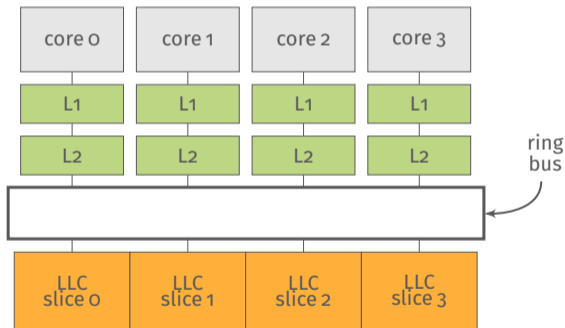 core 0 core 1 core 2 core 3
L1 L1 L1 L1
L2 L2 L2 L2
ring
bus
LLC LLC LLC LLC
slice 0 slice 1 slice 2 slice 3